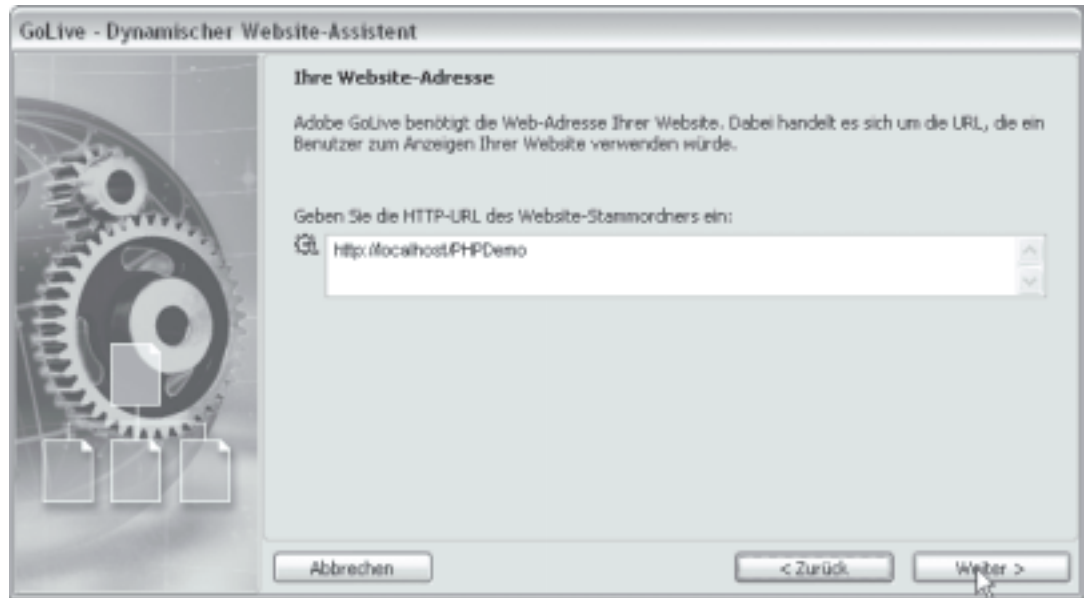 GoLive - Dynamischer Website-Assistent
Ihre Website-Adresse
Adobe GoLive benötigt die Web-Adresse Ihrer Website. Dabei handelt es sich um die URL, die ein
Benutzer zum Anzeigen Ihrer Website verwenden würde.
Geben Sie die HTTP-URL des Website-Stammordners ein:
http://localhost/PHPDemo
Abbrechen
< Zurück
Weiter >